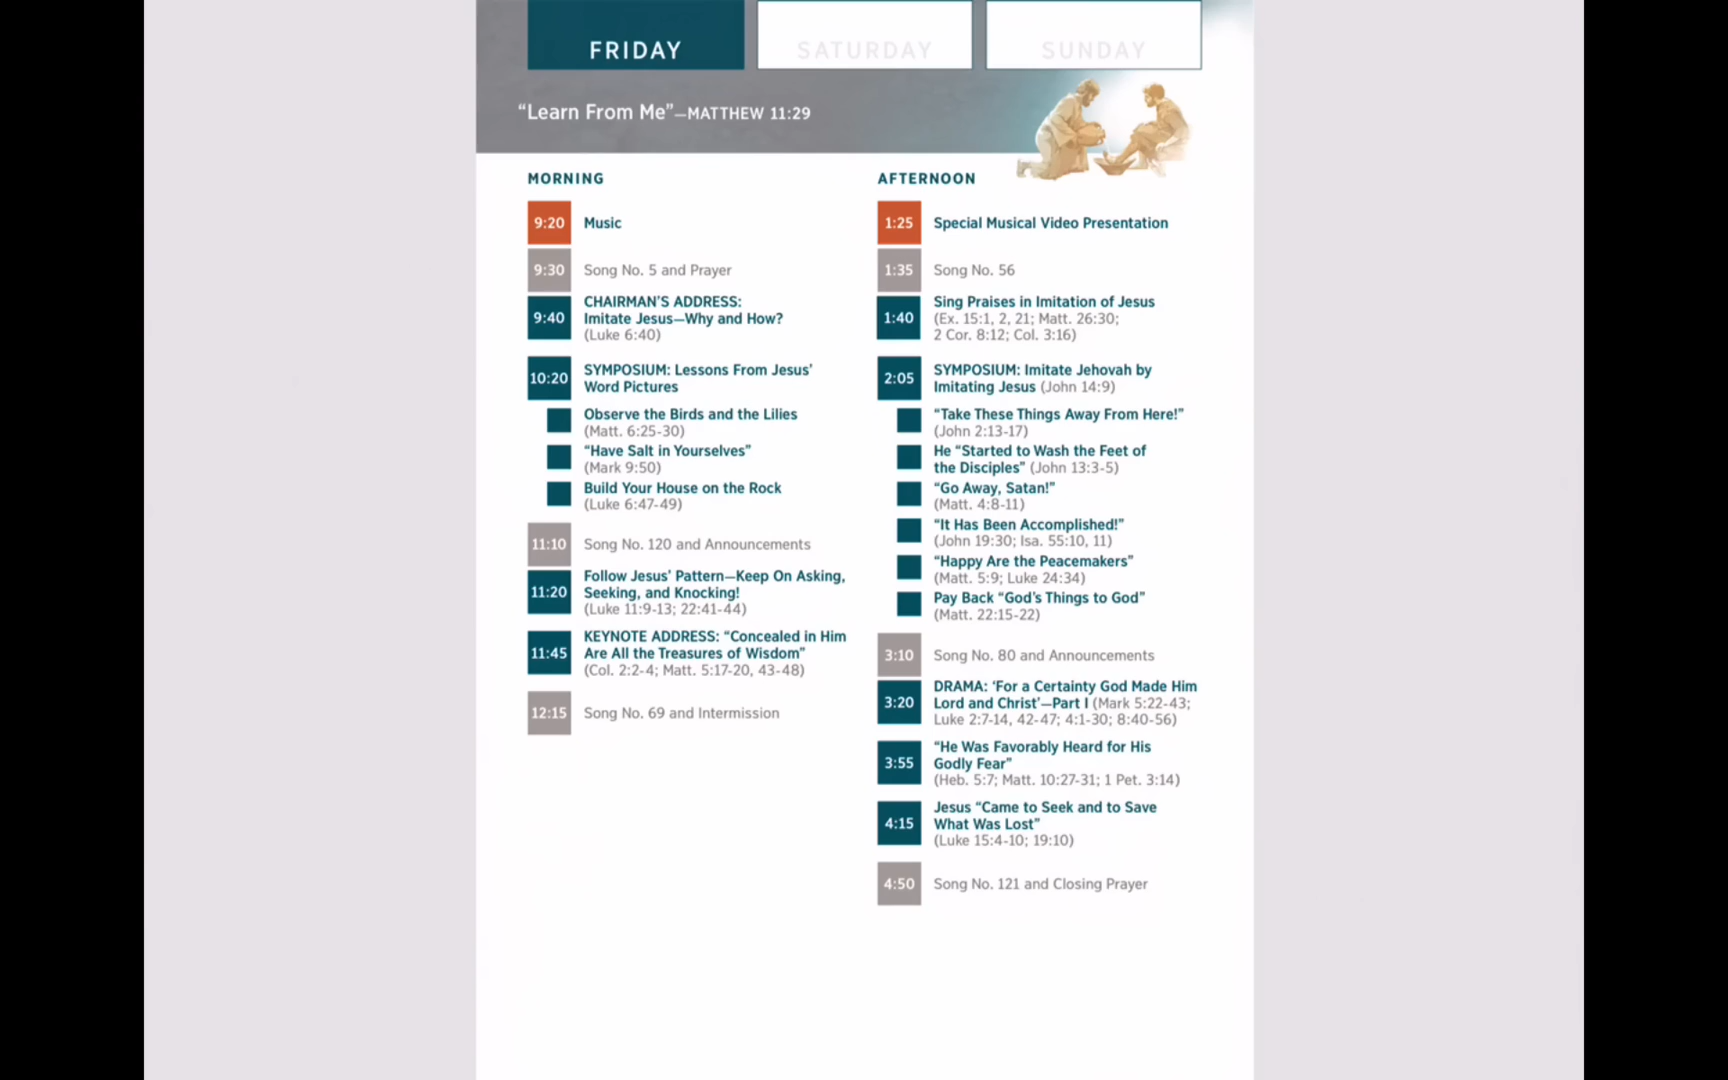 FRIDAY
SATURDAY
SUNDAY
“Learn From Me”—MATTHEW 11:29
MORNING
9:20 Music
9:30 Song No. 5 and Prayer
9:40 CHAIRMAN’S ADDRESS:
Imitate Jesus—Why and How?
(Luke 6:40)
10:20 SYMPOSIUM: Lessons From Jesus’
Word Pictures
Observe the Birds and the Lilies
(Matt. 6:25-30)
“Have Salt in Yourselves”
(Mark 9:50)
Build Your House on the Rock
(Luke 6:47-49)
11:10 Song No. 120 and Announcements
11:20 Follow Jesus’ Pattern—Keep On Asking,
Seeking, and Knocking!
(Luke 11:9-13; 22:41-44)
11:45 KEYNOTE ADDRESS: “Concealed in Him
Are All the Treasures of Wisdom”
(Col. 2:2-4; Matt. 5:17-20, 43-48)
12:15 Song No. 69 and Intermission
AFTERNOON
1:25 Special Musical Video Presentation
1:35 Song No. 56
1:40 Sing Praises in Imitation of Jesus
(Ex. 15:1, 2, 21; Matt. 26:30;
2 Cor. 8:12; Col. 3:16)
2:05 SYMPOSIUM: Imitate Jehovah by
Imitating Jesus (John 14:9)
“Take These Things Away From Here!”
(John 2:13-17)
He “Started to Wash the Feet of
the Disciples” (John 13:3-5)
“Go Away, Satan!”
(Matt. 4:8-11)
“It Has Been Accomplished!”
(John 19:30; Isa. 55:10, 11)
“Happy Are the Peacemakers”
(Matt. 5:9; Luke 24:34)
Pay Back “God’s Things to God”
(Matt. 22:15-22)
3:10 Song No. 80 and Announcements
3:20 DRAMA: ‘For a Certainty God Made Him
Lord and Christ’—Part I (Mark 5:22-43;
Luke 2:7-14, 42-47; 4:1-30; 8:40-56)
3:55 “He Was Favorably Heard for His
Godly Fear”
(Heb. 5:7; Matt. 10:27-31; 1 Pet. 3:14)
4:15 Jesus “Came to Seek and to Save
What Was Lost”
(Luke 15:4-10; 19:10)
4:50 Song No. 121 and Closing Prayer